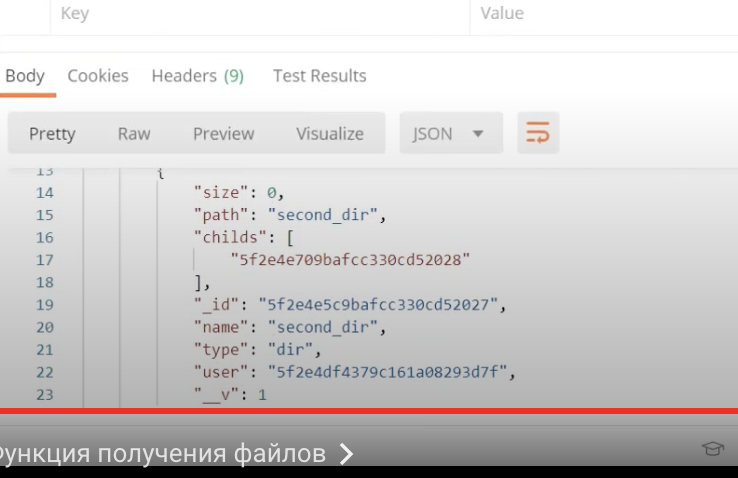 Key Value
Body Cookies Headers (9) Test Results
Pretty Raw Preview Visualize JSON
13 {
14 "size": 0,
15 "path": "second_dir",
16 "childs": [
17 "5f2e4e709bafcc330cd52028"
18 ],
19 "_id": "5f2e4e5c9bafcc330cd52027",
20 "name": "second_dir",
21 "type": "dir",
22 "user": "5f2e4df4379c161a08293d7f",
23 "__v": 1
Функция получения файлов